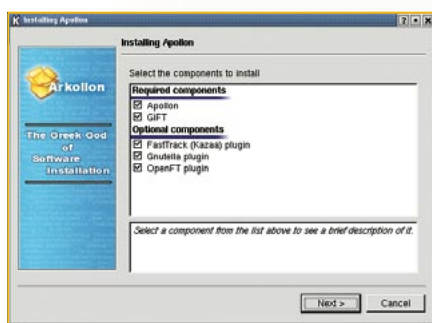 Installing Apollon
Installing Apollon
Select the components to install
Required components
Apollon
GIFT
Optional components
FastTrack (Kazaa) plugin
Gnutella plugin
OpenFT plugin
Arkollon
The Greek God
of
Software
Installation
Select a component from the list above to see a brief description of it.
Next >
Cancel